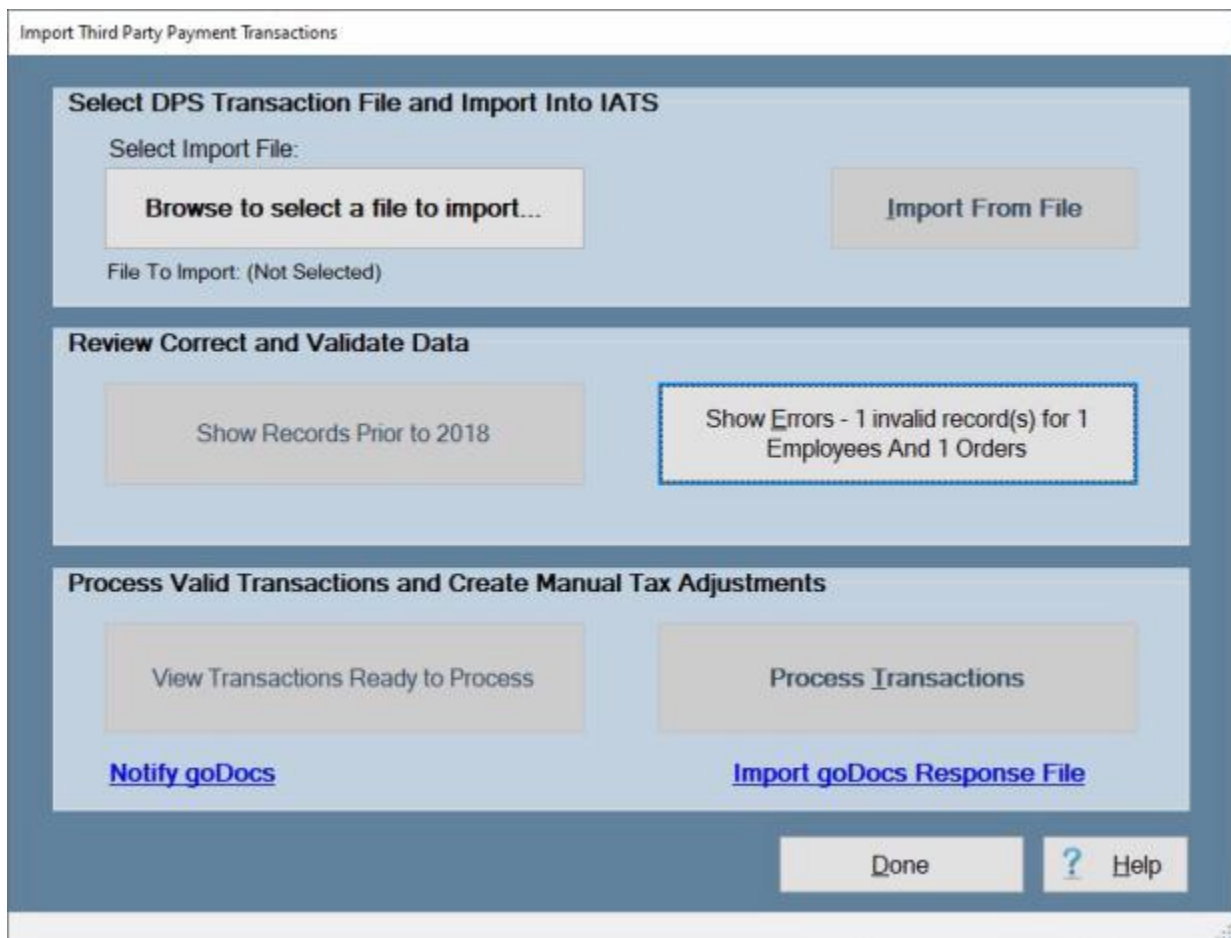 Import Third Party Payment Transactions
Select DPS Transaction File and Import Into IATS
Select Import File:
Browse to select a file to import...
Import From File
File To Import: (Not Selected)
Review Correct and Validate Data
Show Records Prior to 2018
Show Errors - 1 invalid record(s) for 1
Employees And 1 Orders
Process Valid Transactions and Create Manual Tax Adjustments
View Transactions Ready to Process
Process Transactions
Notify goDocs
Import goDocs Response File
Done
? Help